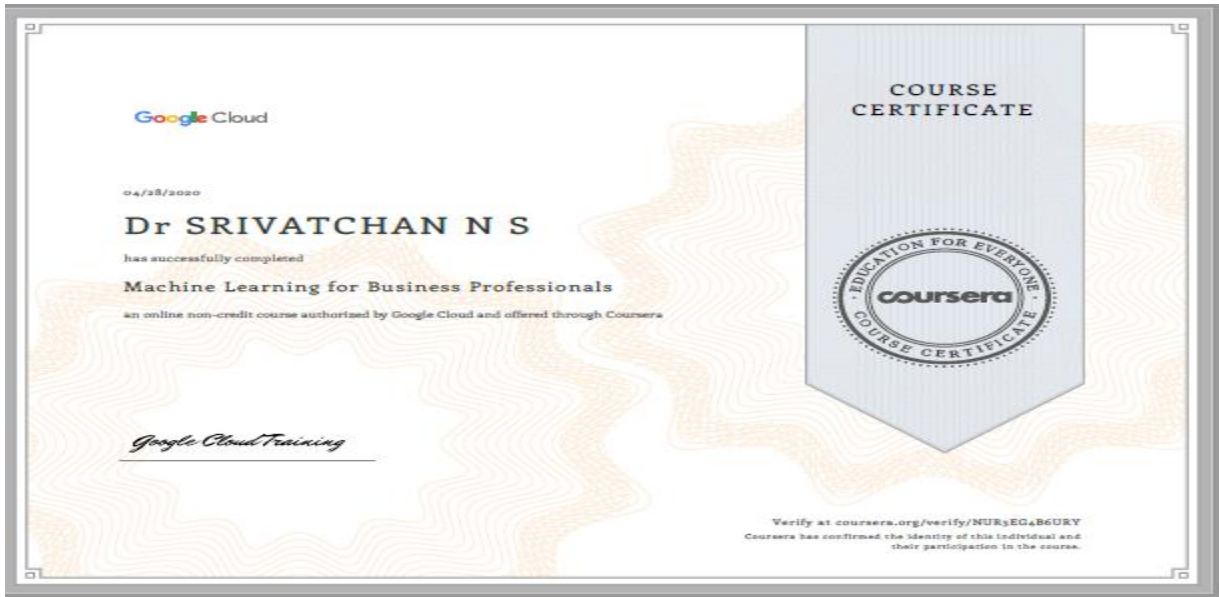 Google Cloud
04/28/2020
Dr SRIVATCHAN N S
has successfully completed
Machine Learning for Business Professionals
an online non-credit course authorized by Google Cloud and offered through Coursera
Google Cloud Training
COURSE
CERTIFICATE
EDUCATION FOR EVERYONE
coursera
COURSE CERTIFICATE
Verify at coursera.org/verify/NUR5EG4B6URY
Coursera has confirmed the identity of this individual and
their participation in the course.